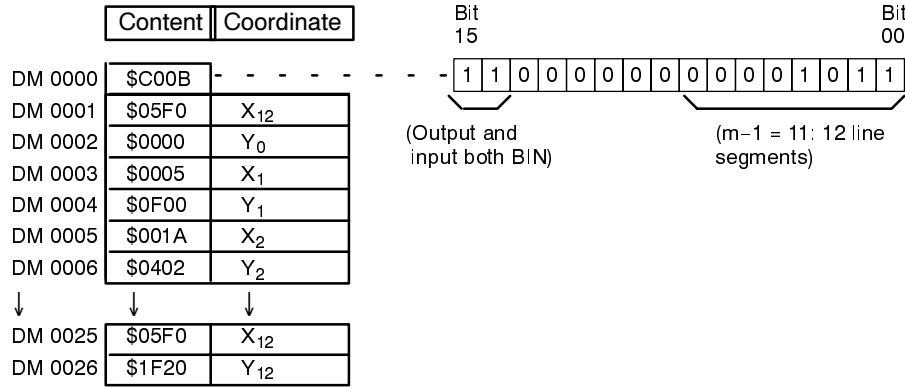 Content Coordinate
Bit 15
Bit 00
DM 0000 $C00B 1 1 0 0 0 0 0 0 0 0 0 0 1 0 1 1
DM 0001 $05F0 X12
DM 0002 $0000 Y0
DM 0003 $0005 X1
DM 0004 $0F00 Y1
DM 0005 $001A X2
DM 0006 $0402 Y2
↓ ↓ ↓
DM 0025 $05F0 X12
DM 0026 $1F20 Y12
(Output and
input both BIN)
(m−1 = 11: 12 line
segments)